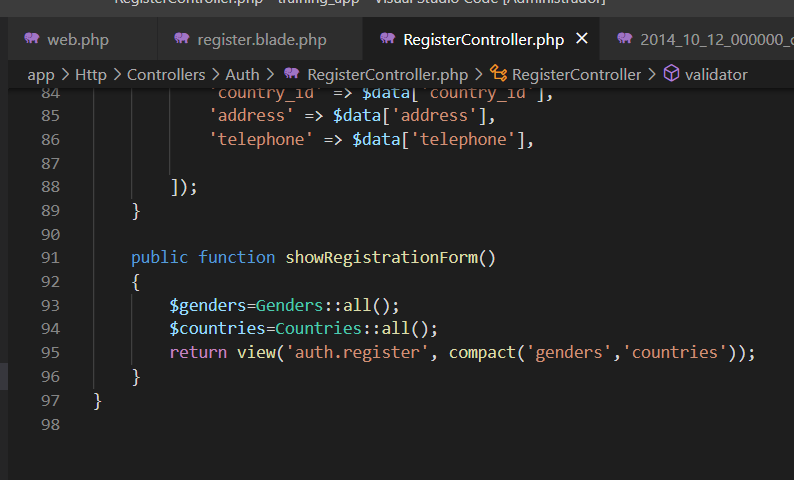 RegisterController.php - training_app - Visual Studio Code [Administrador]
web.php register.blade.php RegisterController.php × 2014_10_12_000000_
app > Http > Controllers > Auth > RegisterController.php > RegisterController > validator
84 'country_id' => $data['country_id'],
85 'address' => $data['address'],
86 'telephone' => $data['telephone'],
87
88 ]);
89 }
90
91 public function showRegistrationForm()
92 {
93 $genders=Genders::all();
94 $countries=Countries::all();
95 return view('auth.register', compact('genders','countries'));
96 }
97 }
98